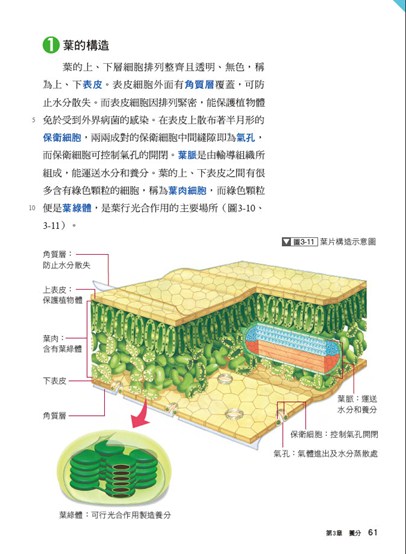 1 葉的構造
葉的上、下層細胞排列整齊且透明、無色,稱
為上、下表皮。表皮細胞外面有角質層覆蓋,可防
止水分散失。而表皮細胞因排列緊密,能保護植物體
5 免於受到外界病菌的感染。在表皮上散布著半月形的
保衛細胞,兩兩成對的保衛細胞中間縫隙即為氣孔,
而保衛細胞可控制氣孔的開閉。葉脈是由輸導組織所
組成,能運送水分和養分。葉的上、下表皮之間有很
多含有綠色顆粒的細胞,稱為葉肉細胞,而綠色顆粒
10 便是葉綠體,是葉行光合作用的主要場所(圖3-10、
3-11)。
圖3-11 葉片構造示意圖
角質層:
防止水分散失
上表皮:
保護植物體
葉肉:
含有葉綠體
下表皮
角質層
葉脈:運送
水分和養分
保衛細胞:控制氣孔開閉
氣孔:氣體進出及水分蒸散處
葉綠體:可行光合作用製造養分
第3章 養分 61